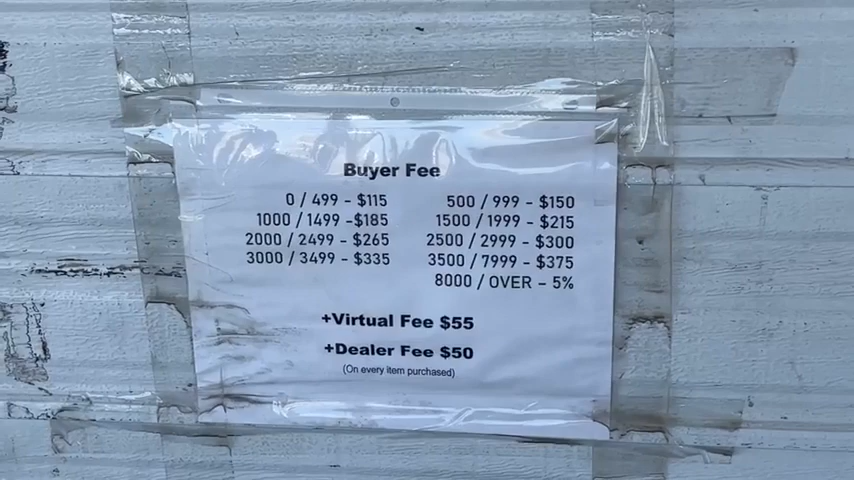 Buyer Fee
0 / 499 - $115 500 / 999 - $150
1000 / 1499 - $185 1500 / 1999 - $215
2000 / 2499 - $265 2500 / 2999 - $300
3000 / 3499 - $335 3500 / 7999 - $375
8000 / OVER - 5%
+Virtual Fee $55
+Dealer Fee $50
(On every item purchased)